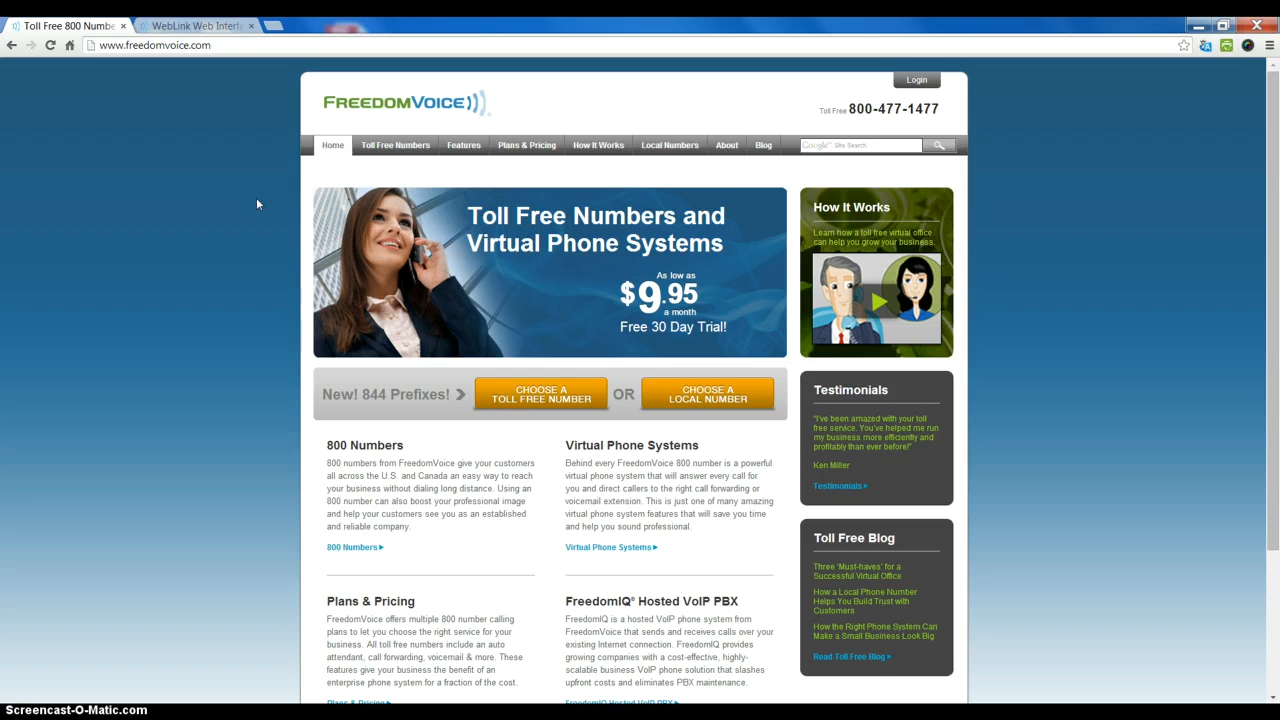 Toll Free 800 Numbe
WebLink Web Interfa
www.freedomvoice.com
Login
FREEDOMVOICE
Toll Free 800-477-1477
Home
Toll Free Numbers
Features
Plans & Pricing
How It Works
Local Numbers
About
Blog
Google™ Site Search
Toll Free Numbers and
Virtual Phone Systems
As low as
$9.95
a month
Free 30 Day Trial!
How It Works
Learn how a toll free virtual office
can help you grow your business.
New! 844 Prefixes!
CHOOSE A
TOLL FREE NUMBER
OR
CHOOSE A
LOCAL NUMBER
Testimonials
"I've been amazed with your toll
free service. You've helped me run
my business more efficiently and
profitably than ever before!"
Ken Miller
Testimonials
800 Numbers
800 numbers from FreedomVoice give your customers
all across the U.S. and Canada an easy way to reach
your business without dialing long distance. Using an
800 number can also boost your professional image
and help your customers see you as an established
and reliable company.
800 Numbers
Virtual Phone Systems
Behind every FreedomVoice 800 number is a powerful
virtual phone system that will answer every call for
you and direct callers to the right call forwarding or
voicemail extension. This is just one of many amazing
virtual phone system features that will save you time
and help you sound professional.
Virtual Phone Systems
Toll Free Blog
Three 'Must-haves' for a
Successful Virtual Office
How a Local Phone Number
Helps You Build Trust with
Customers
How the Right Phone System Can
Make a Small Business Look Big
Read Toll Free Blog
Plans & Pricing
FreedomVoice offers multiple 800 number calling
plans to let you choose the right service for your
business. All toll free numbers include an auto
attendant, call forwarding, voicemail & more. These
features give your business the benefit of an
enterprise phone system for a fraction of the cost.
Plans & Pricing
FreedomIQ® Hosted VoIP PBX
FreedomIQ is a hosted VoIP phone system from
FreedomVoice that sends and receives calls over your
existing Internet connection. FreedomIQ provides
growing companies with a cost-effective, highly-
scalable business VoIP phone solution that slashes
upfront costs and eliminates PBX maintenance.
FreedomIQ Hosted VoIP PBX
Screencast-O-Matic.com